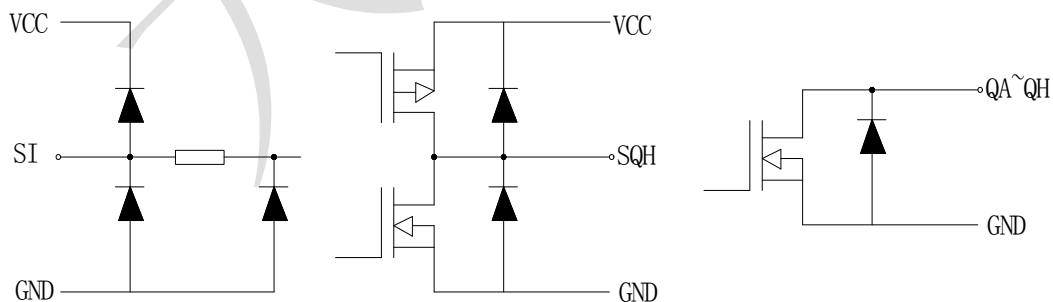 VCC
SI
GND
VCC
SQH
GND
QA~QH
GND